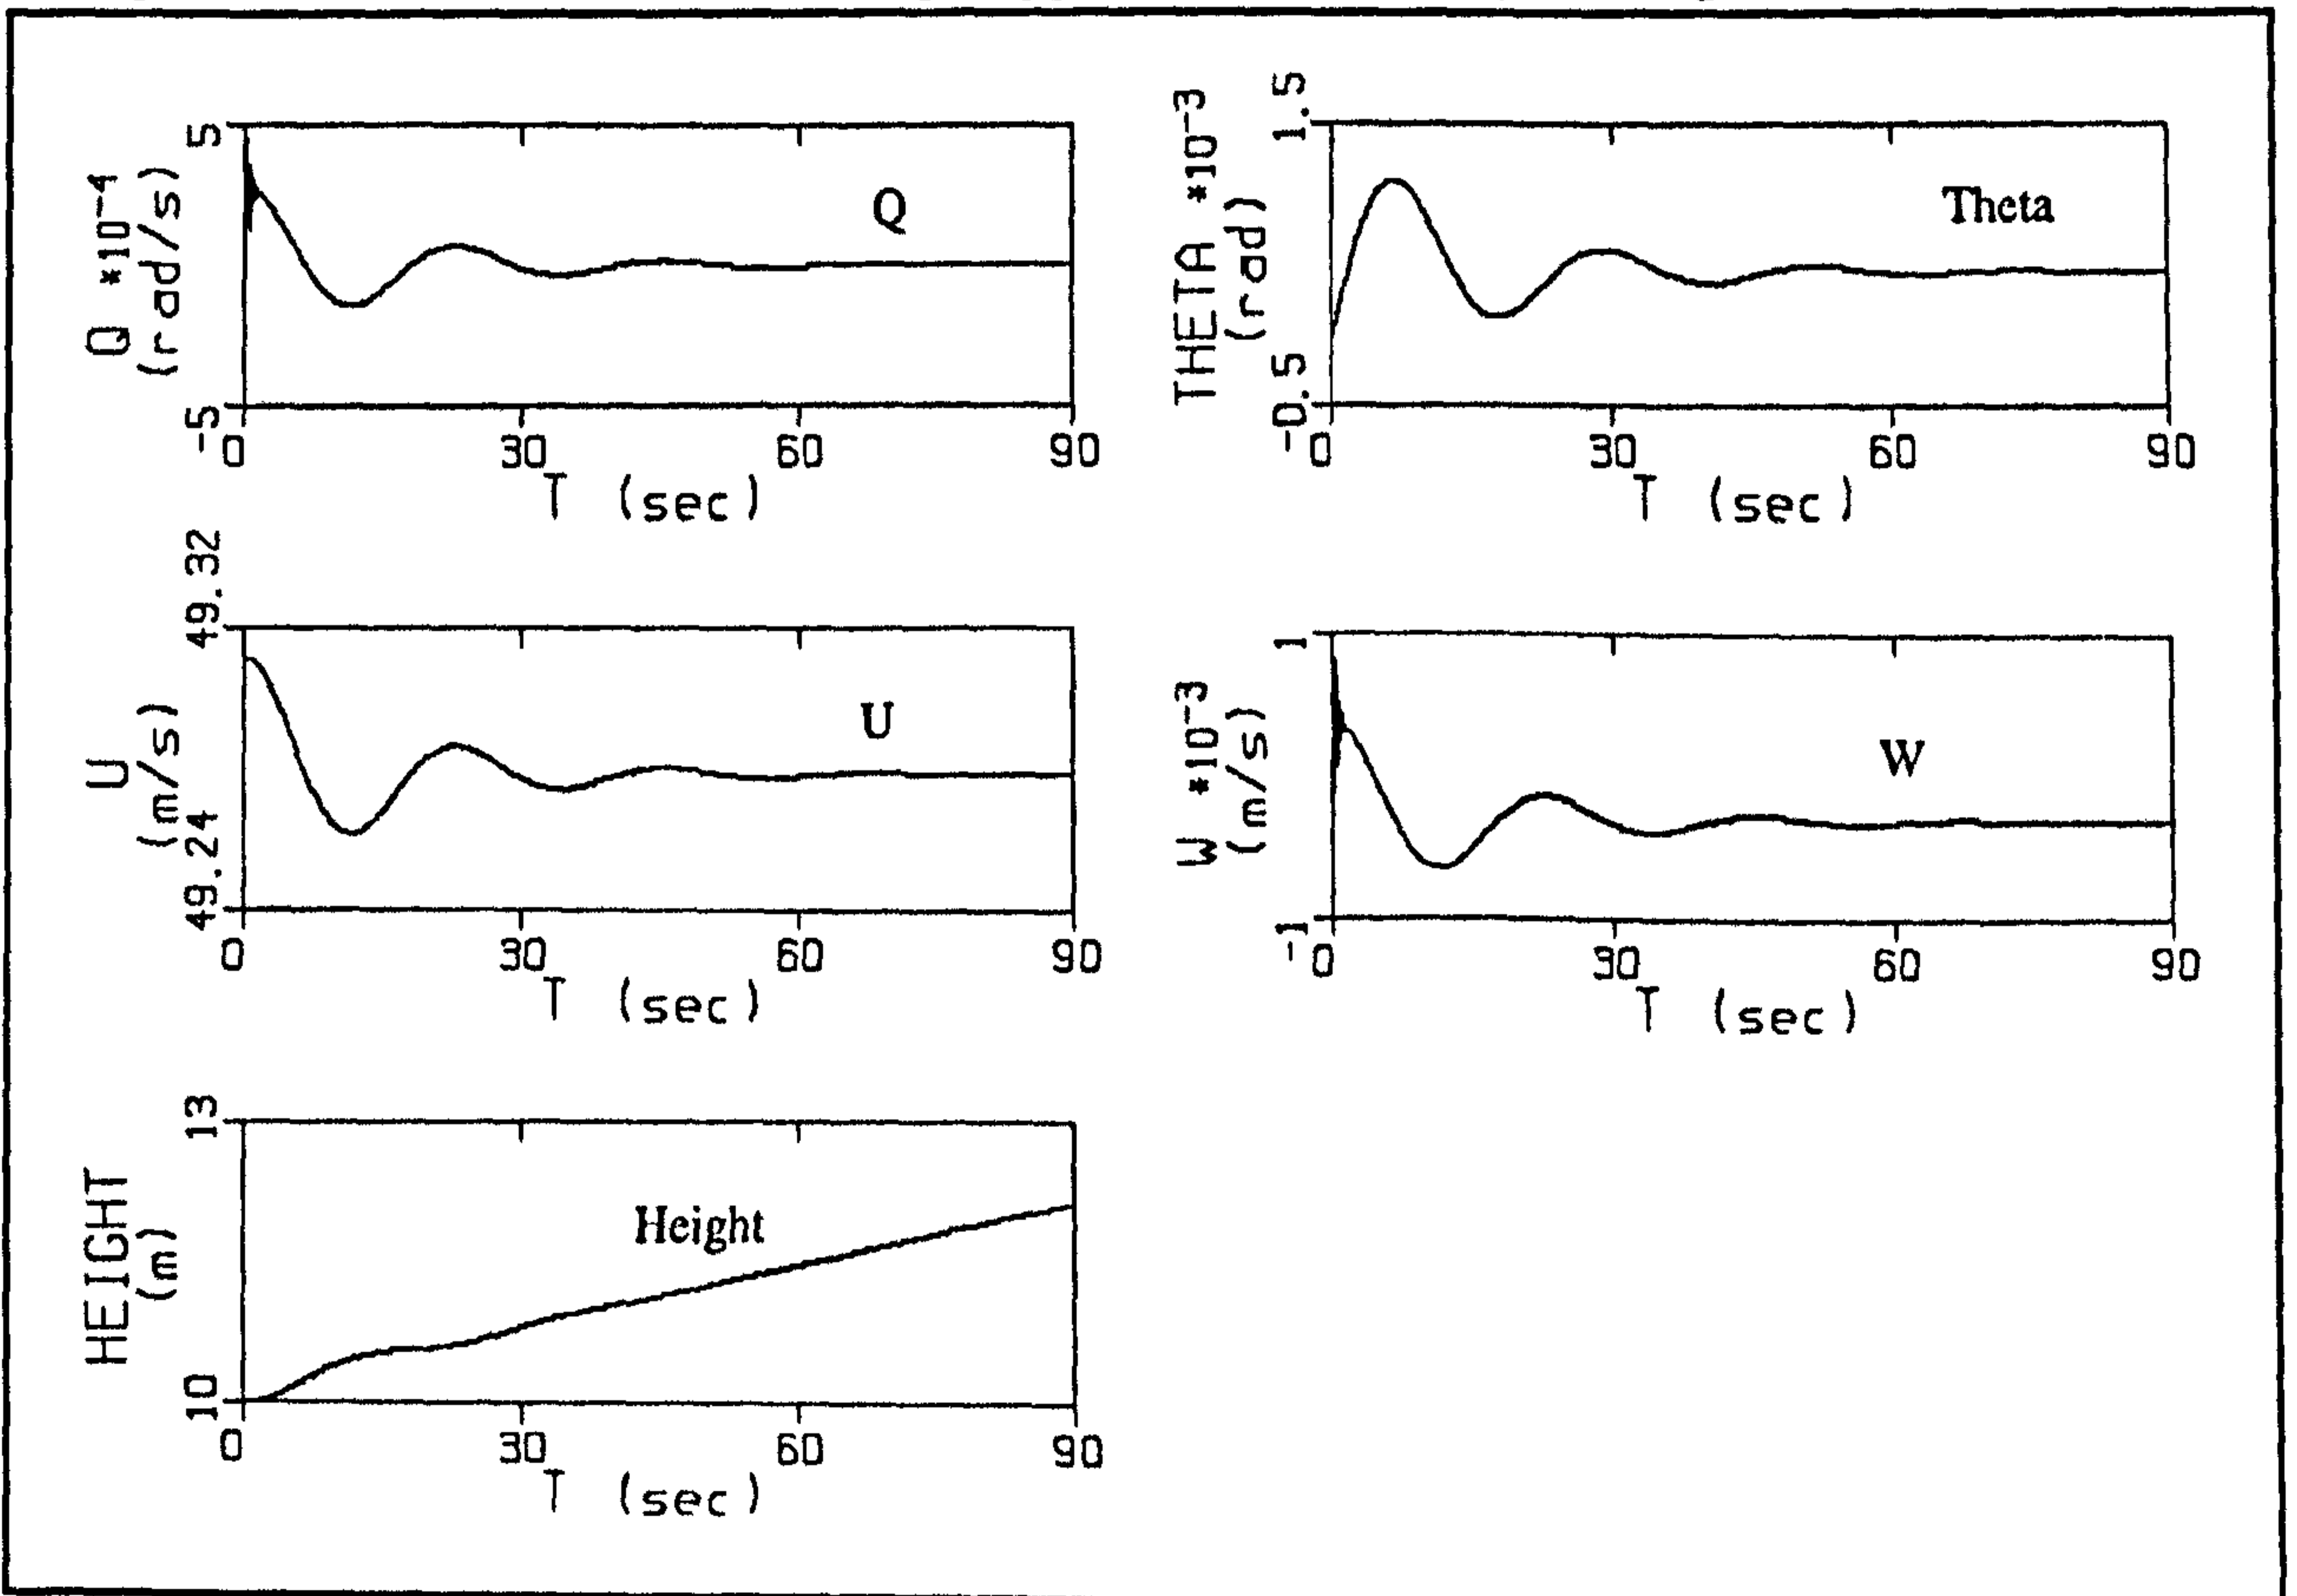 5
Q *10⁻⁴
(rad/s)
-5
Q
0 30 60 90
T (sec)
1.5
THETA *10⁻³
(rad)
-0.5
Theta
0 30 60 90
T (sec)
49.32
U
(m/s)
49.24
U
0 30 60 90
T (sec)
1
W *10⁻³
(m/s)
-1
W
0 30 60 90
T (sec)
13
HEIGHT
(m)
10
Height
0 30 60 90
T (sec)